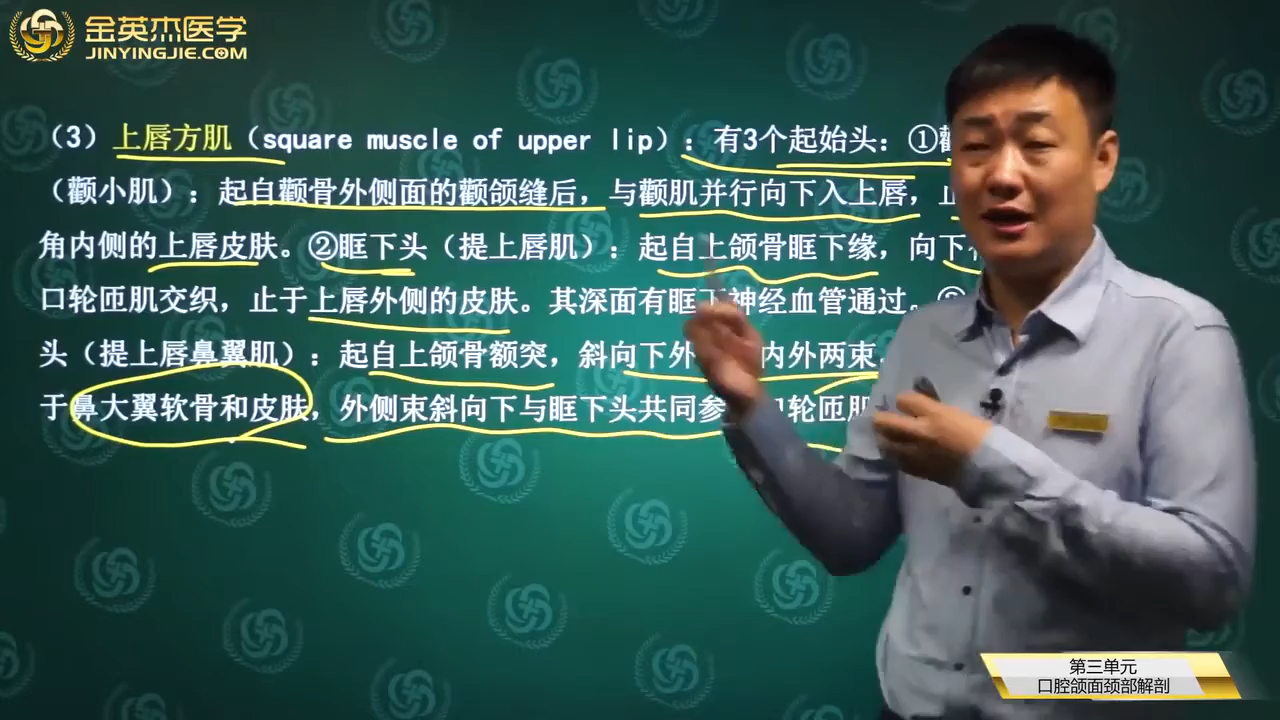 金英杰医学
JINYINGJIE.COM
（3）上唇方肌（square muscle of upper lip）：有3个起始头：①
（颧小肌）：起自颧骨外侧面的颧颌缝后，与颧肌并行向下入上唇，
角内侧的上唇皮肤。②眶下头（提上唇肌）：起自上颌骨眶下缘，向下
口轮匝肌交织，止于上唇外侧的皮肤。其深面有眶下神经血管通过。
头（提上唇鼻翼肌）：起自上颌骨额突，斜向下外 内外两束
于鼻大翼软骨和皮肤，外侧束斜向下与眶下头共同参 口轮匝肌
第三单元
口腔颌面颈部解剖